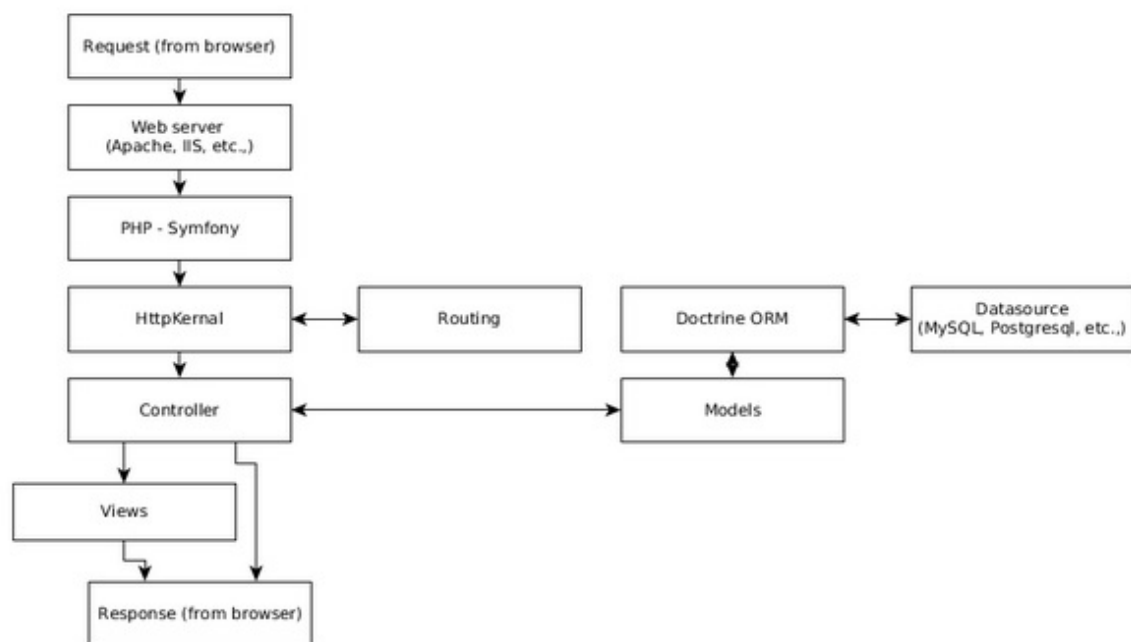 Request (from browser)
Web server
(Apache, IIS, etc.,)
PHP - Symfony
HttpKernal
Routing
Doctrine ORM
Datasource
(MySQL, Postgresql, etc.,)
Controller
Models
Views
Response (from browser)